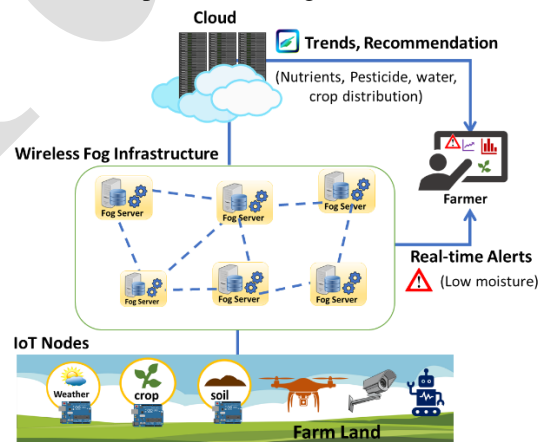 Cloud
Trends, Recommendation
(Nutrients, Pesticide, water,
crop distribution)
Wireless Fog Infrastructure
Farmer
Fog Server
Fog Server
Fog Server
Fog Server
Fog Server
Fog Server
Real-time Alerts
(Low moisture)
IoT Nodes
Weather
crop
soil
Farm Land